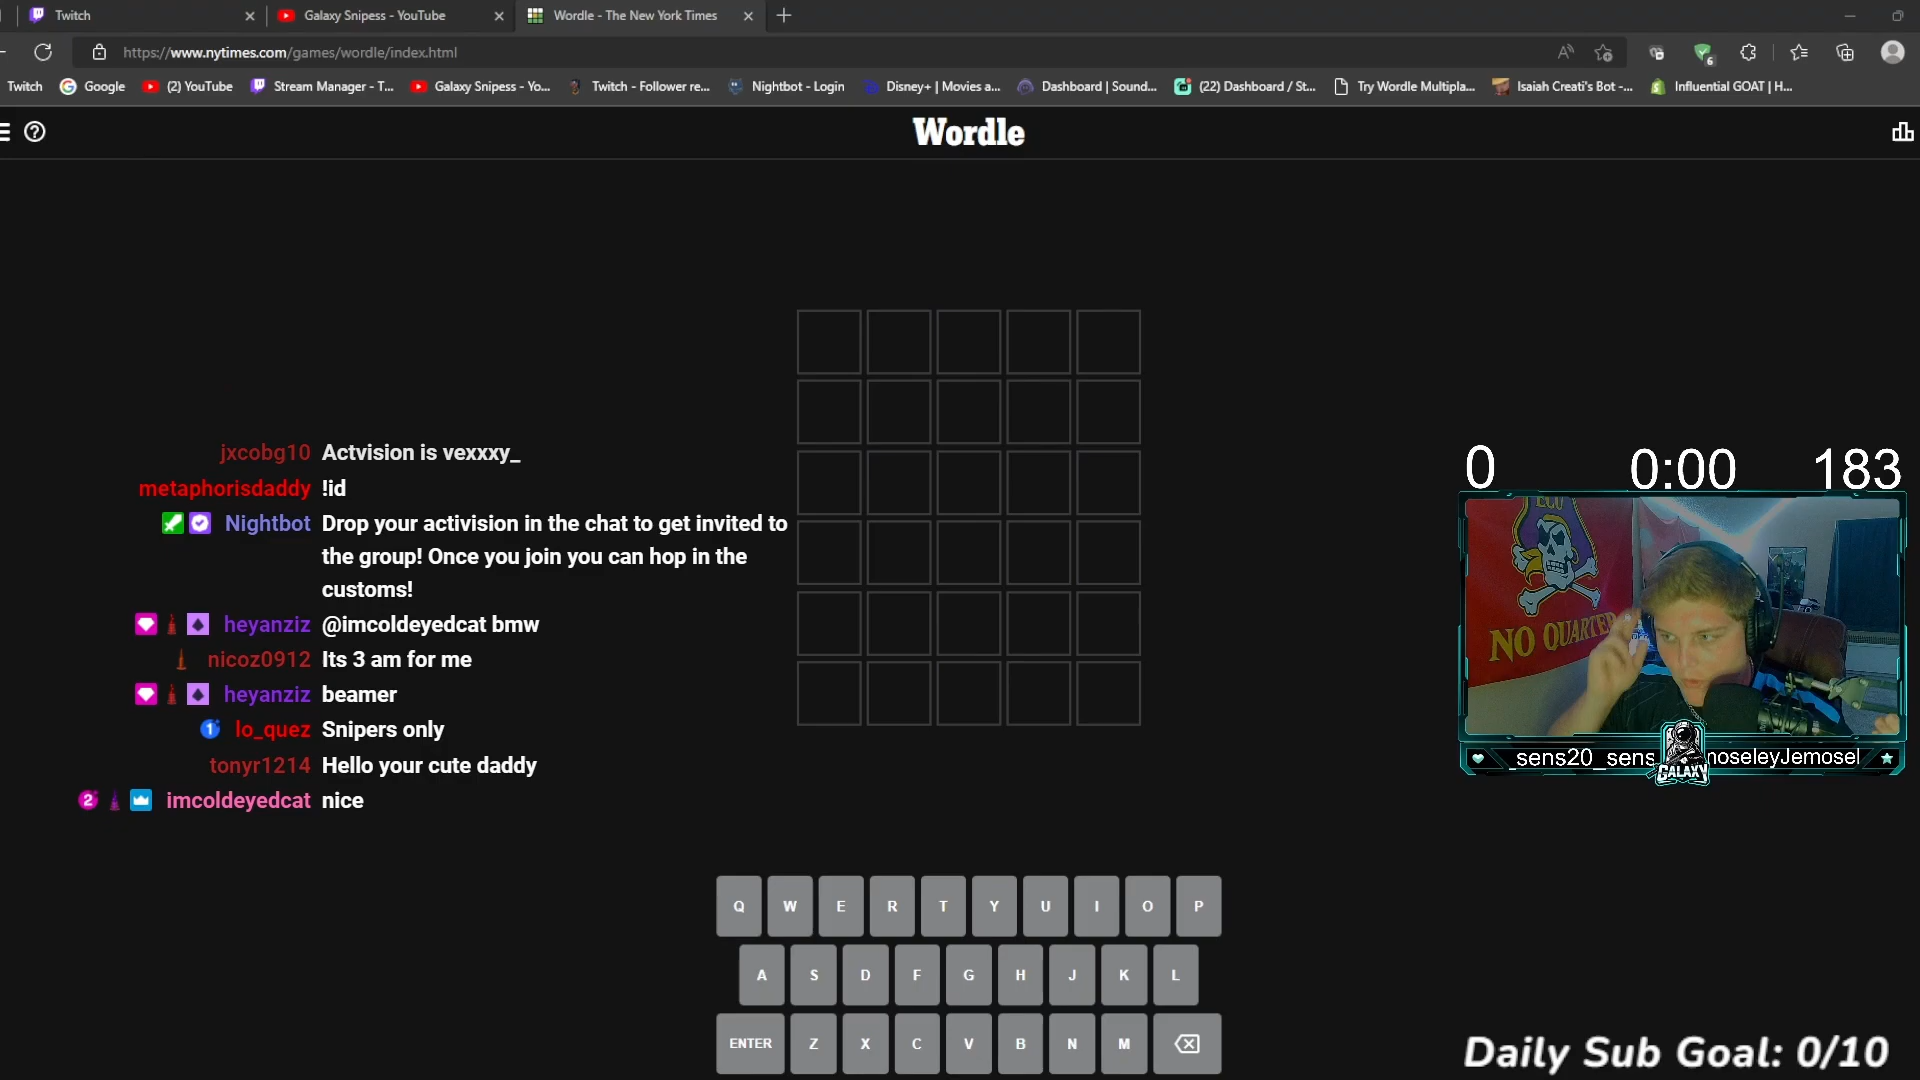 Twitch
Galaxy Snipess - YouTube
Wordle - The New York Times
https://www.nytimes.com/games/wordle/index.html
Twitch
Google
(2) YouTube
Stream Manager - T...
Galaxy Snipess - Yo...
Twitch - Follower re...
Nightbot - Login
Disney+ | Movies a...
Dashboard | Sound...
(22) Dashboard / St...
Try Wordle Multipla...
Isaiah Creati's Bot -...
Influential GOAT | H...
Wordle
jxcobg10 Actvision is vexxxy_
metaphorisdaddy !id
Nightbot Drop your activision in the chat to get invited to
the group! Once you join you can hop in the
customs!
heyanziz @imcoldeyedcat bmw
nicoz0912 Its 3 am for me
heyanziz beamer
1 lo_quez Snipers only
tonyr1214 Hello your cute daddy
2 imcoldeyedcat nice
0 0:00 183
ECU
NO QUARTER
_sens20_sens
noseleyJemosel
GALAXY
Q W E R T Y U I O P
A S D F G H J K L
ENTER Z X C V B N M
Daily Sub Goal: 0/10